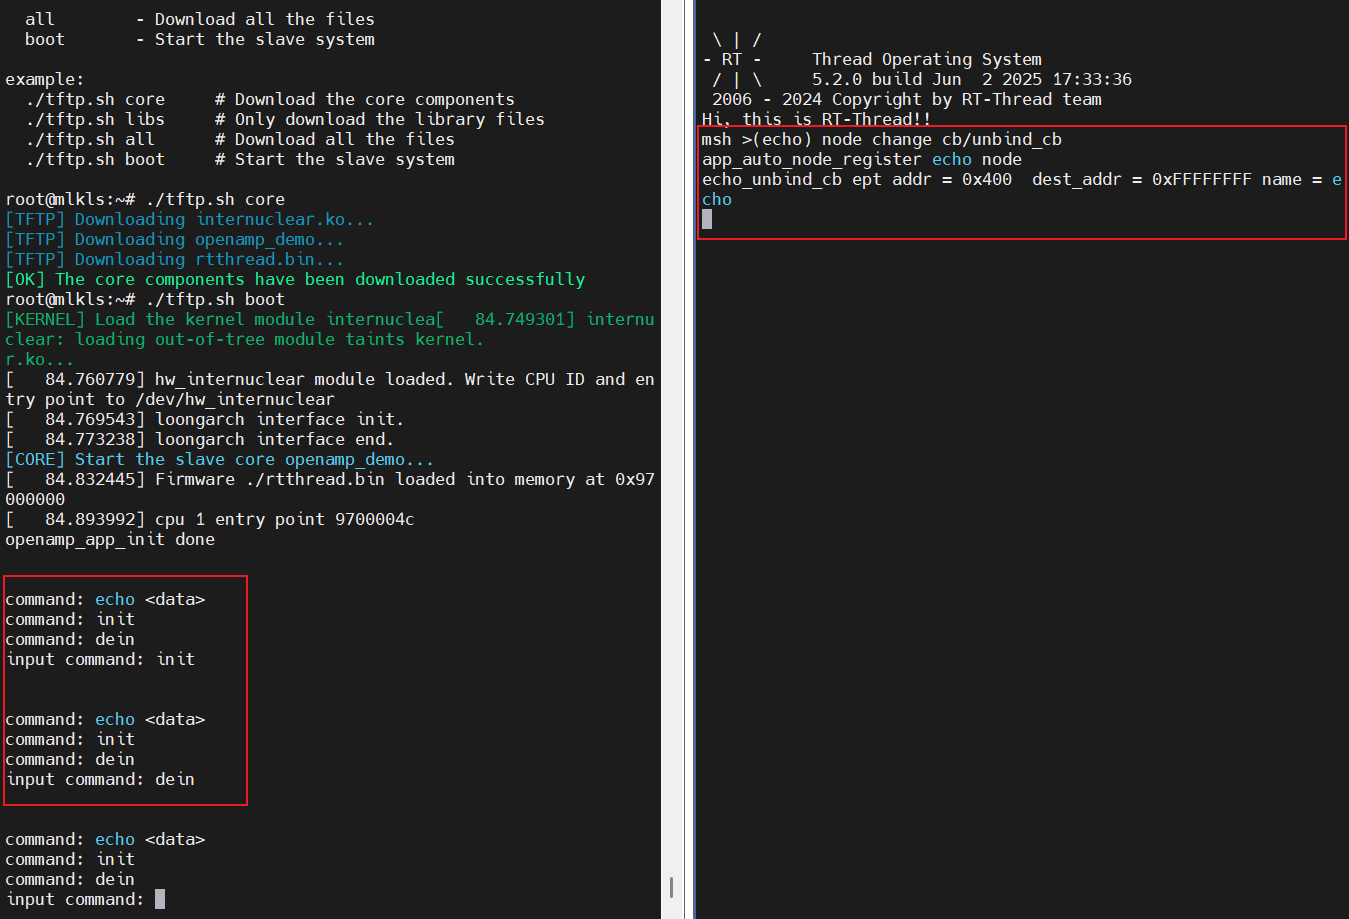 all        - Download all the files
  boot       - Start the slave system
example:
  ./tftp.sh core     # Download the core components
  ./tftp.sh libs     # Only download the library files
  ./tftp.sh all      # Download all the files
  ./tftp.sh boot     # Start the slave system
root@mlkls:~# ./tftp.sh core
[TFTP] Downloading internuclear.ko...
[TFTP] Downloading openamp_demo...
[TFTP] Downloading rtthread.bin...
[OK] The core components have been downloaded successfully
root@mlkls:~# ./tftp.sh boot
[KERNEL] Load the kernel module internuclea[   84.749301] internu
clear: loading out-of-tree module taints kernel.
r.ko...
[   84.760779] hw_internuclear module loaded. Write CPU ID and en
try point to /dev/hw_internuclear
[   84.769543] loongarch interface init.
[   84.773238] loongarch interface end.
[CORE] Start the slave core openamp_demo...
[   84.832445] Firmware ./rtthread.bin loaded into memory at 0x97
000000
[   84.893992] cpu 1 entry point 9700004c
openamp_app_init done
command: echo <data>
command: init
command: dein
input command: init
command: echo <data>
command: init
command: dein
input command: dein
command: echo <data>
command: init
command: dein
input command:
 \ | /
- RT -     Thread Operating System
 / | \     5.2.0 build Jun  2 2025 17:33:36
 2006 - 2024 Copyright by RT-Thread team
Hi, this is RT-Thread!!
msh >(echo) node change cb/unbind_cb
app_auto_node_register echo node
echo_unbind_cb ept addr = 0x400  dest_addr = 0xFFFFFFFF name = e
cho